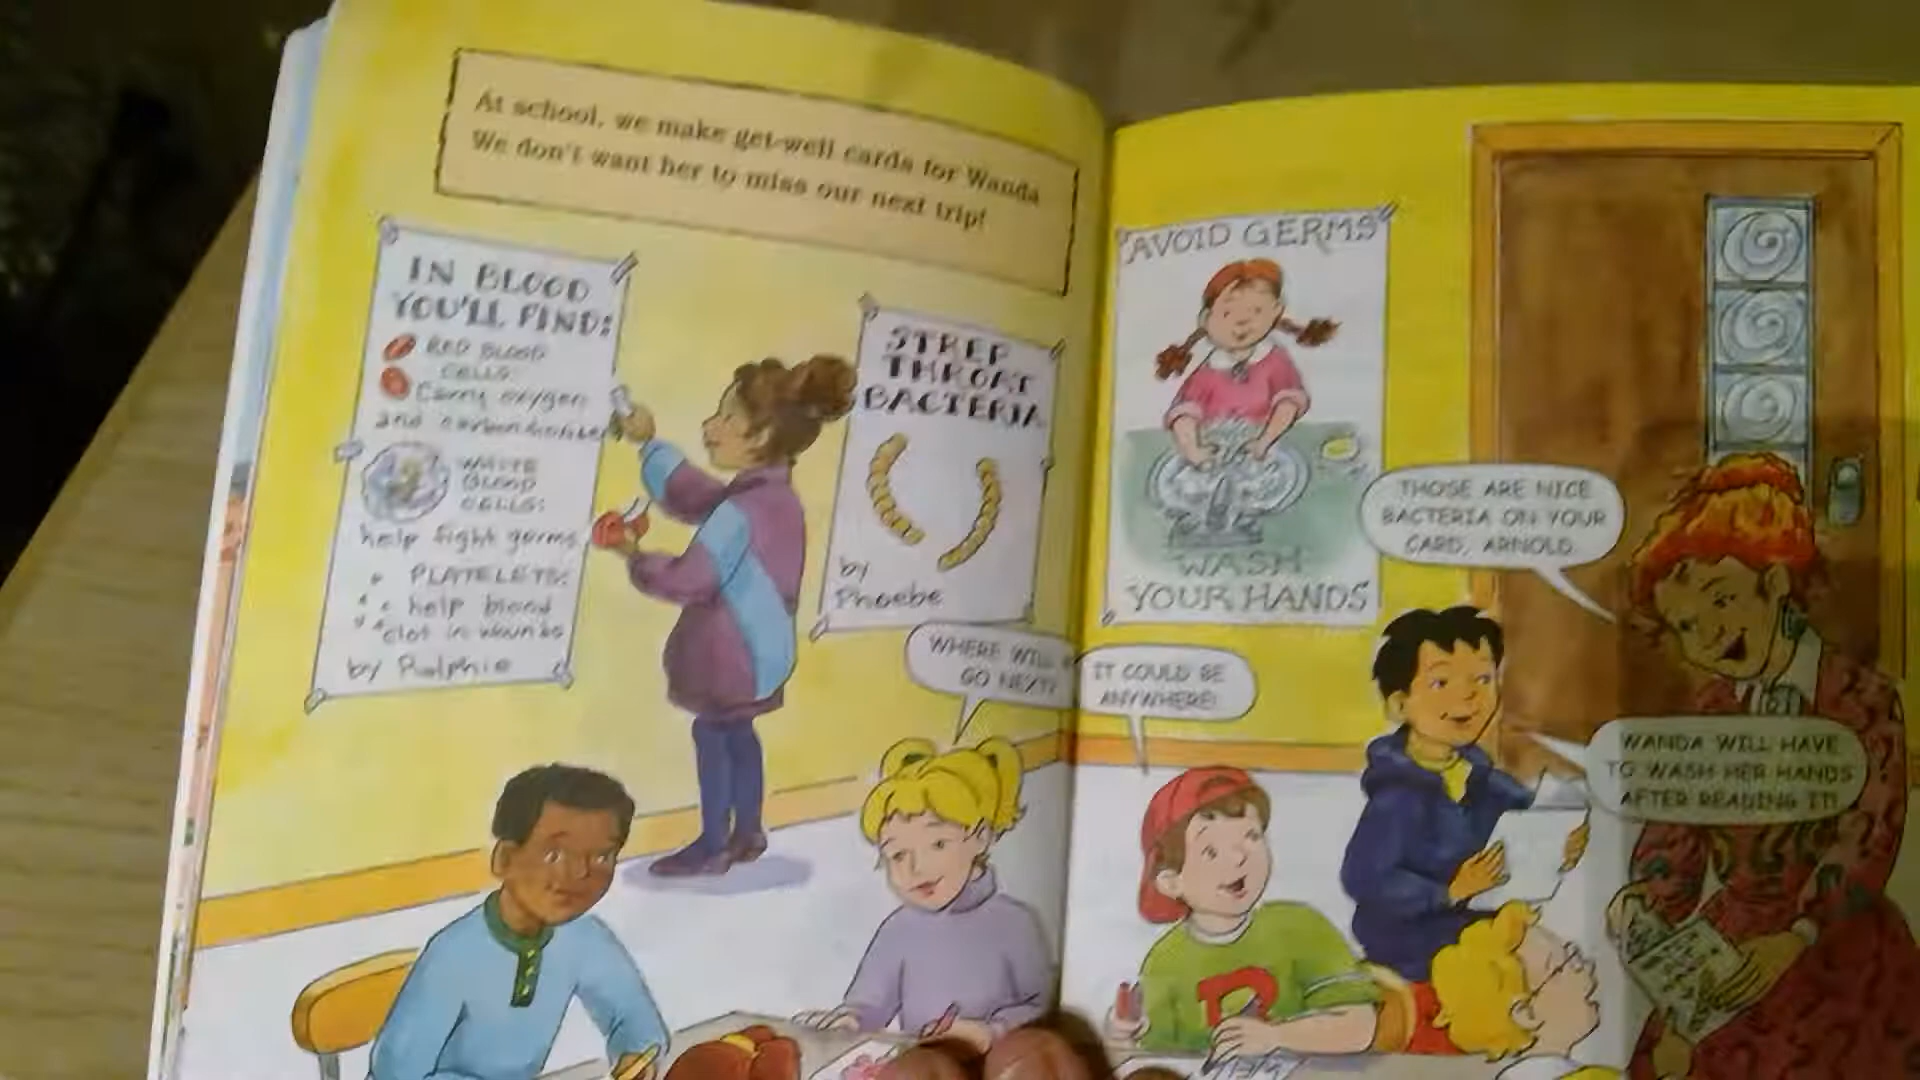 At school, we make get-well cards for Wanda
We don't want her to miss our next trip!
IN BLOOD
YOU'LL FIND:
RED BLOOD
CELLS:
Carry oxygen
and carbon dioxide
WHITE
BLOOD
CELLS:
help fight germs
PLATELETS:
help blood
clot in wounds
by Ralphie
STREP
THROAT
BACTERIA
by
Phoebe
WHERE WILL
GO NEXT?
AVOID GERMS
WASH
YOUR HANDS
IT COULD BE
ANYWHERE!
THOSE ARE NICE
BACTERIA ON YOUR
CARD, ARNOLD.
WANDA WILL HAVE
TO WASH HER HANDS
AFTER READING IT!
R